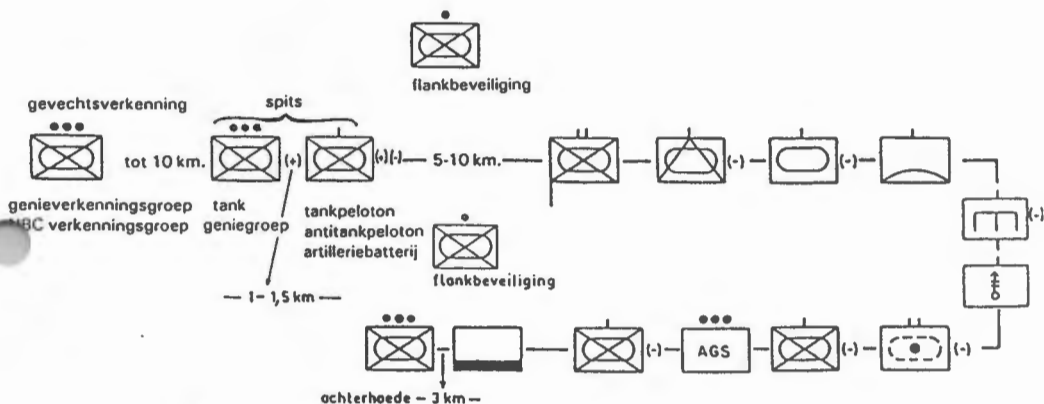 flankbeveiliging
gevechtsverkenning
spits
tot 10 km.
(+)
(+)(-)
5-10 km.
(-)
(-)
genieverkenningsgroep
NBC verkenningsgroep
tank
geniegroep
tankpeloton
antitankpeloton
artilleriebatterij
(-)
flankbeveiliging
— 1 – 1,5 km —
(-)
AGS
(-)
(-)
achterhoede – 3 km –